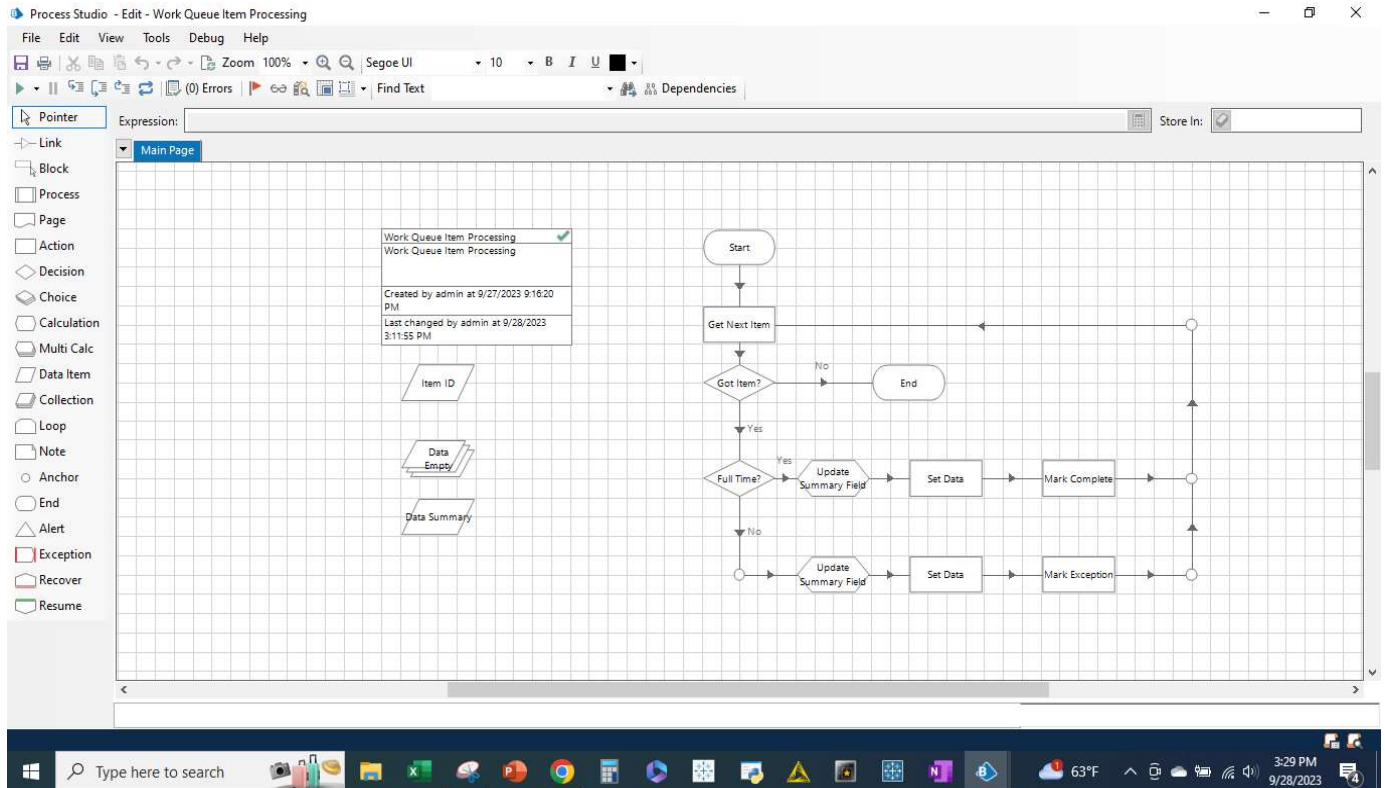 Process Studio - Edit - Work Queue Item Processing
File Edit View Tools Debug Help
Zoom 100% Segoe UI 10 B I U
(0) Errors Find Text Dependencies
Pointer
Link
Block
Process
Page
Action
Decision
Choice
Calculation
Multi Calc
Data Item
Collection
Loop
Note
Anchor
End
Alert
Exception
Recover
Resume
Expression: Store In:
Main Page
Work Queue Item Processing
Work Queue Item Processing
Created by admin at 9/27/2023 9:16:20
PM
Last changed by admin at 9/28/2023
3:11:55 PM
Item ID
Data
Empty
Data Summary
Start
Get Next Item
Got Item?
No
End
Yes
Full Time?
Yes
Update
Summary Field
Set Data
Mark Complete
No
Update
Summary Field
Set Data
Mark Exception
Type here to search
1
63°F
3:29 PM
9/28/2023
4